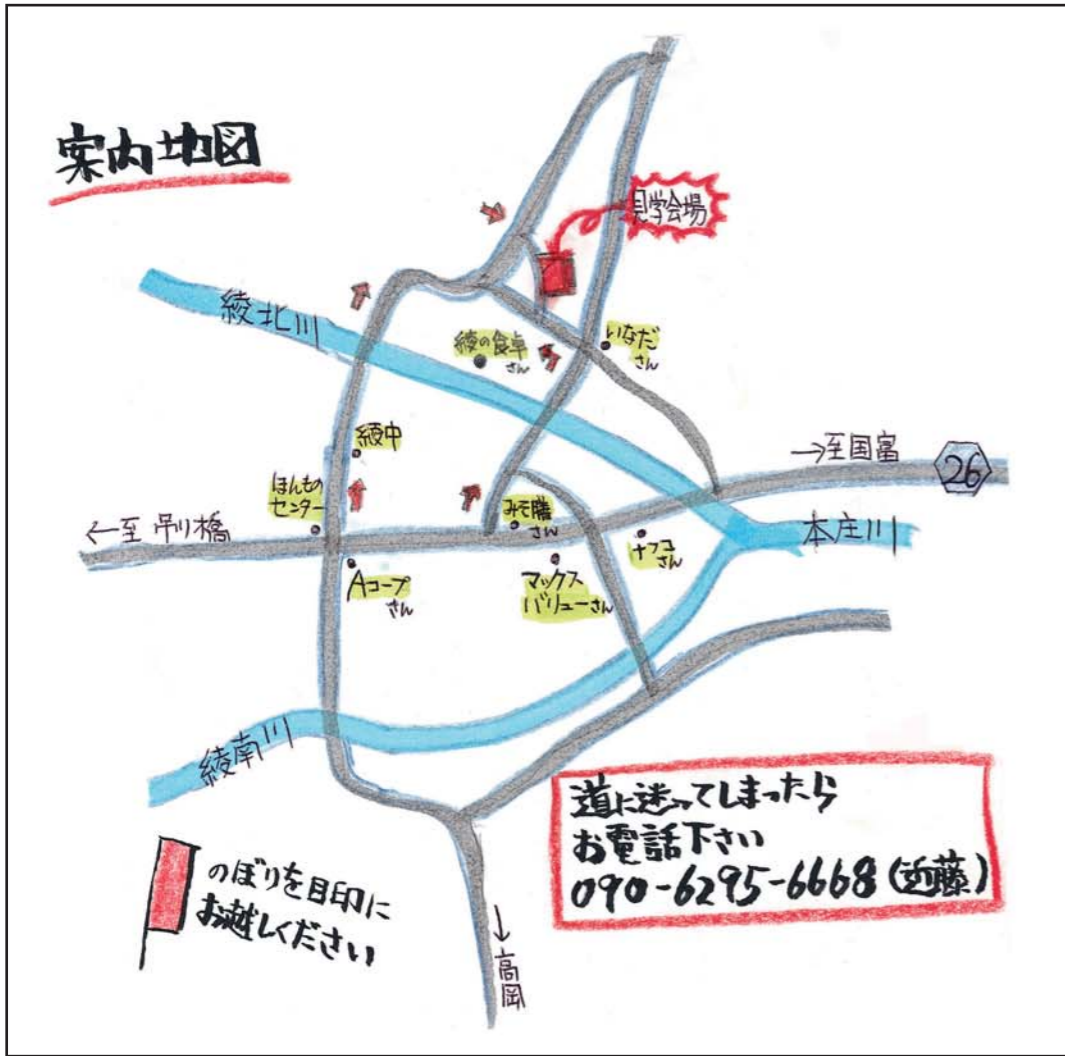 案内地図
見学会場
綾北川
綾の食卓
さん
いなだ
さん
綾中
→至国富
26
ほんもの
センター
みそ膳
さん
←至 吊り橋
本庄川
ナフコ
さん
Aコープ
さん
マックス
バリューさん
綾南川
道に迷ってしまったら
お電話下さい
090-6295-6668(近藤)
のぼりを目印に
お越しください
→高岡